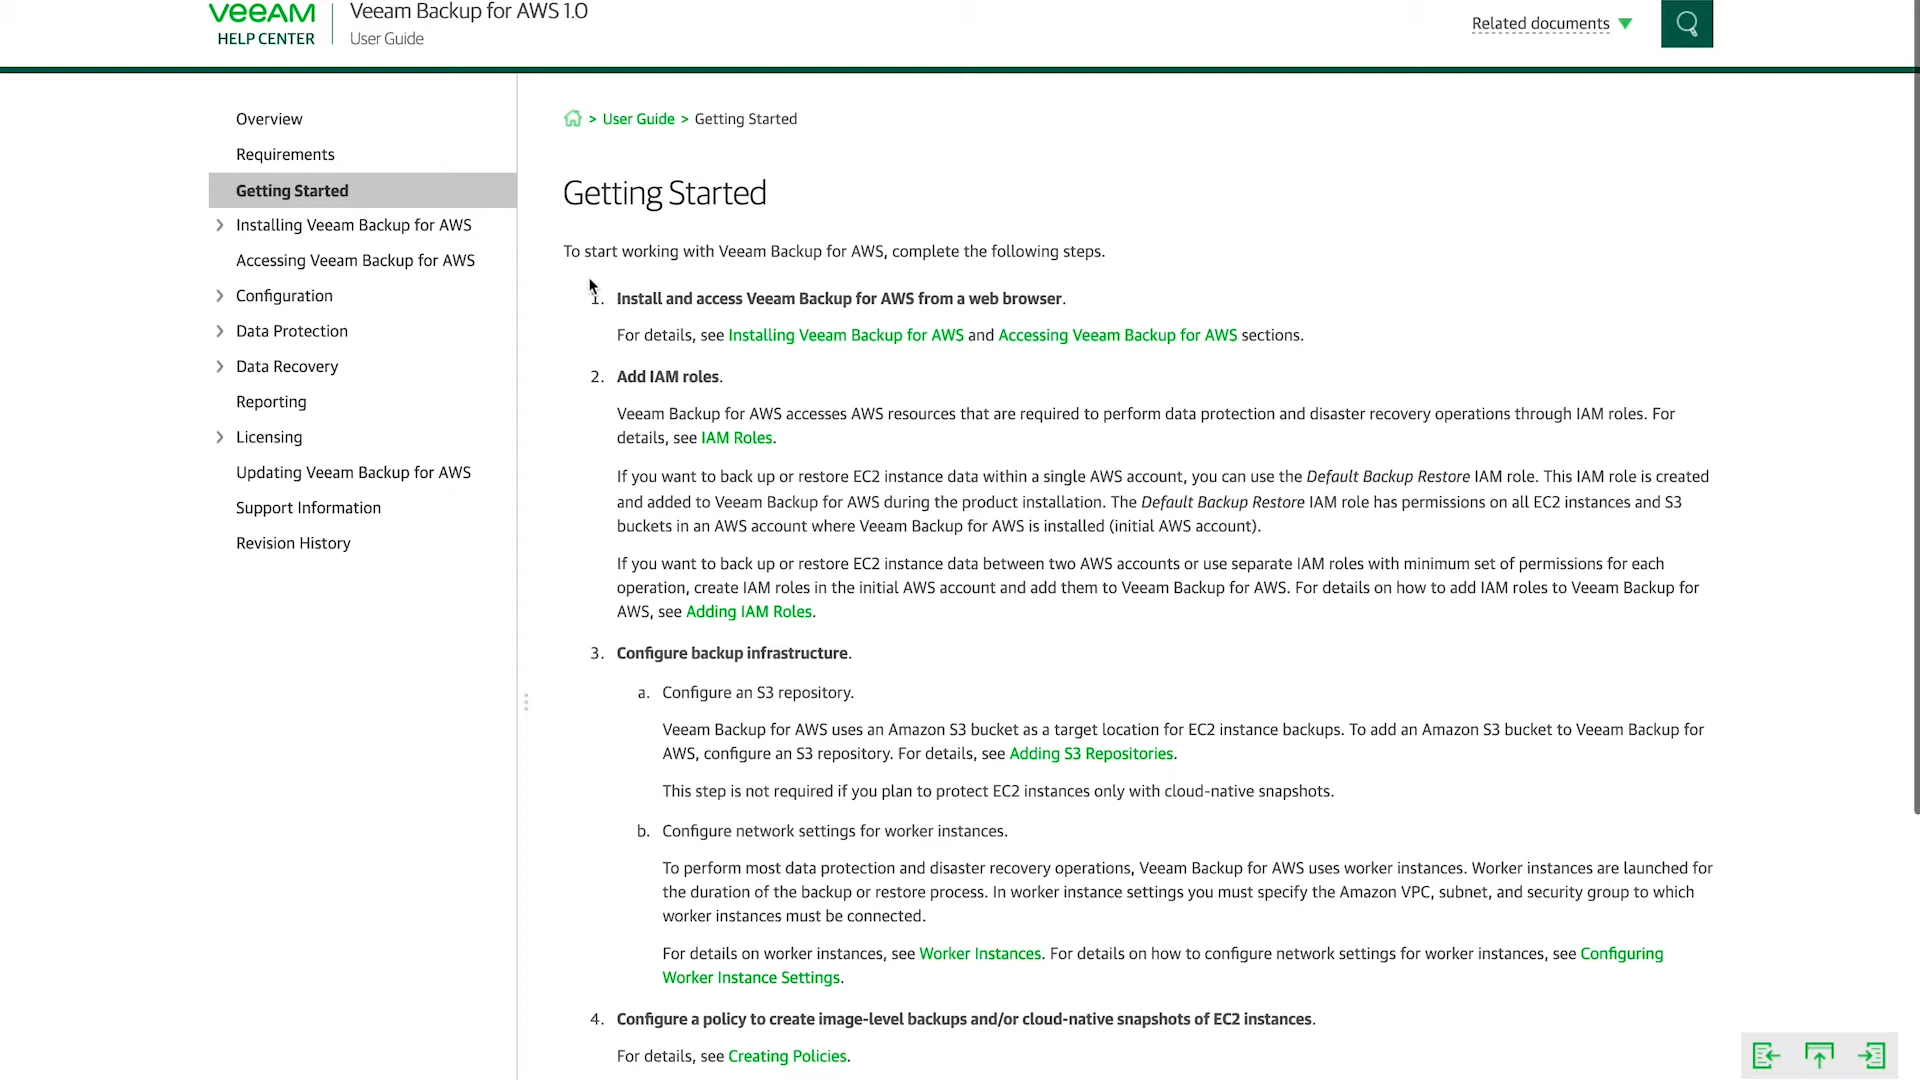 veeam
HELP CENTER
Veeam Backup for AWS 1.0
User Guide
Related documents
Overview
Requirements
Getting Started
Installing Veeam Backup for AWS
Accessing Veeam Backup for AWS
Configuration
Data Protection
Data Recovery
Reporting
Licensing
Updating Veeam Backup for AWS
Support Information
Revision History
> User Guide > Getting Started
Getting Started
To start working with Veeam Backup for AWS, complete the following steps.
1. Install and access Veeam Backup for AWS from a web browser.
For details, see Installing Veeam Backup for AWS and Accessing Veeam Backup for AWS sections.
2. Add IAM roles.
Veeam Backup for AWS accesses AWS resources that are required to perform data protection and disaster recovery operations through IAM roles. For
details, see IAM Roles.
If you want to back up or restore EC2 instance data within a single AWS account, you can use the Default Backup Restore IAM role. This IAM role is created
and added to Veeam Backup for AWS during the product installation. The Default Backup Restore IAM role has permissions on all EC2 instances and S3
buckets in an AWS account where Veeam Backup for AWS is installed (initial AWS account).
If you want to back up or restore EC2 instance data between two AWS accounts or use separate IAM roles with minimum set of permissions for each
operation, create IAM roles in the initial AWS account and add them to Veeam Backup for AWS. For details on how to add IAM roles to Veeam Backup for
AWS, see Adding IAM Roles.
3. Configure backup infrastructure.
a. Configure an S3 repository.
Veeam Backup for AWS uses an Amazon S3 bucket as a target location for EC2 instance backups. To add an Amazon S3 bucket to Veeam Backup for
AWS, configure an S3 repository. For details, see Adding S3 Repositories.
This step is not required if you plan to protect EC2 instances only with cloud-native snapshots.
b. Configure network settings for worker instances.
To perform most data protection and disaster recovery operations, Veeam Backup for AWS uses worker instances. Worker instances are launched for
the duration of the backup or restore process. In worker instance settings you must specify the Amazon VPC, subnet, and security group to which
worker instances must be connected.
For details on worker instances, see Worker Instances. For details on how to configure network settings for worker instances, see Configuring
Worker Instance Settings.
4. Configure a policy to create image-level backups and/or cloud-native snapshots of EC2 instances.
For details, see Creating Policies.